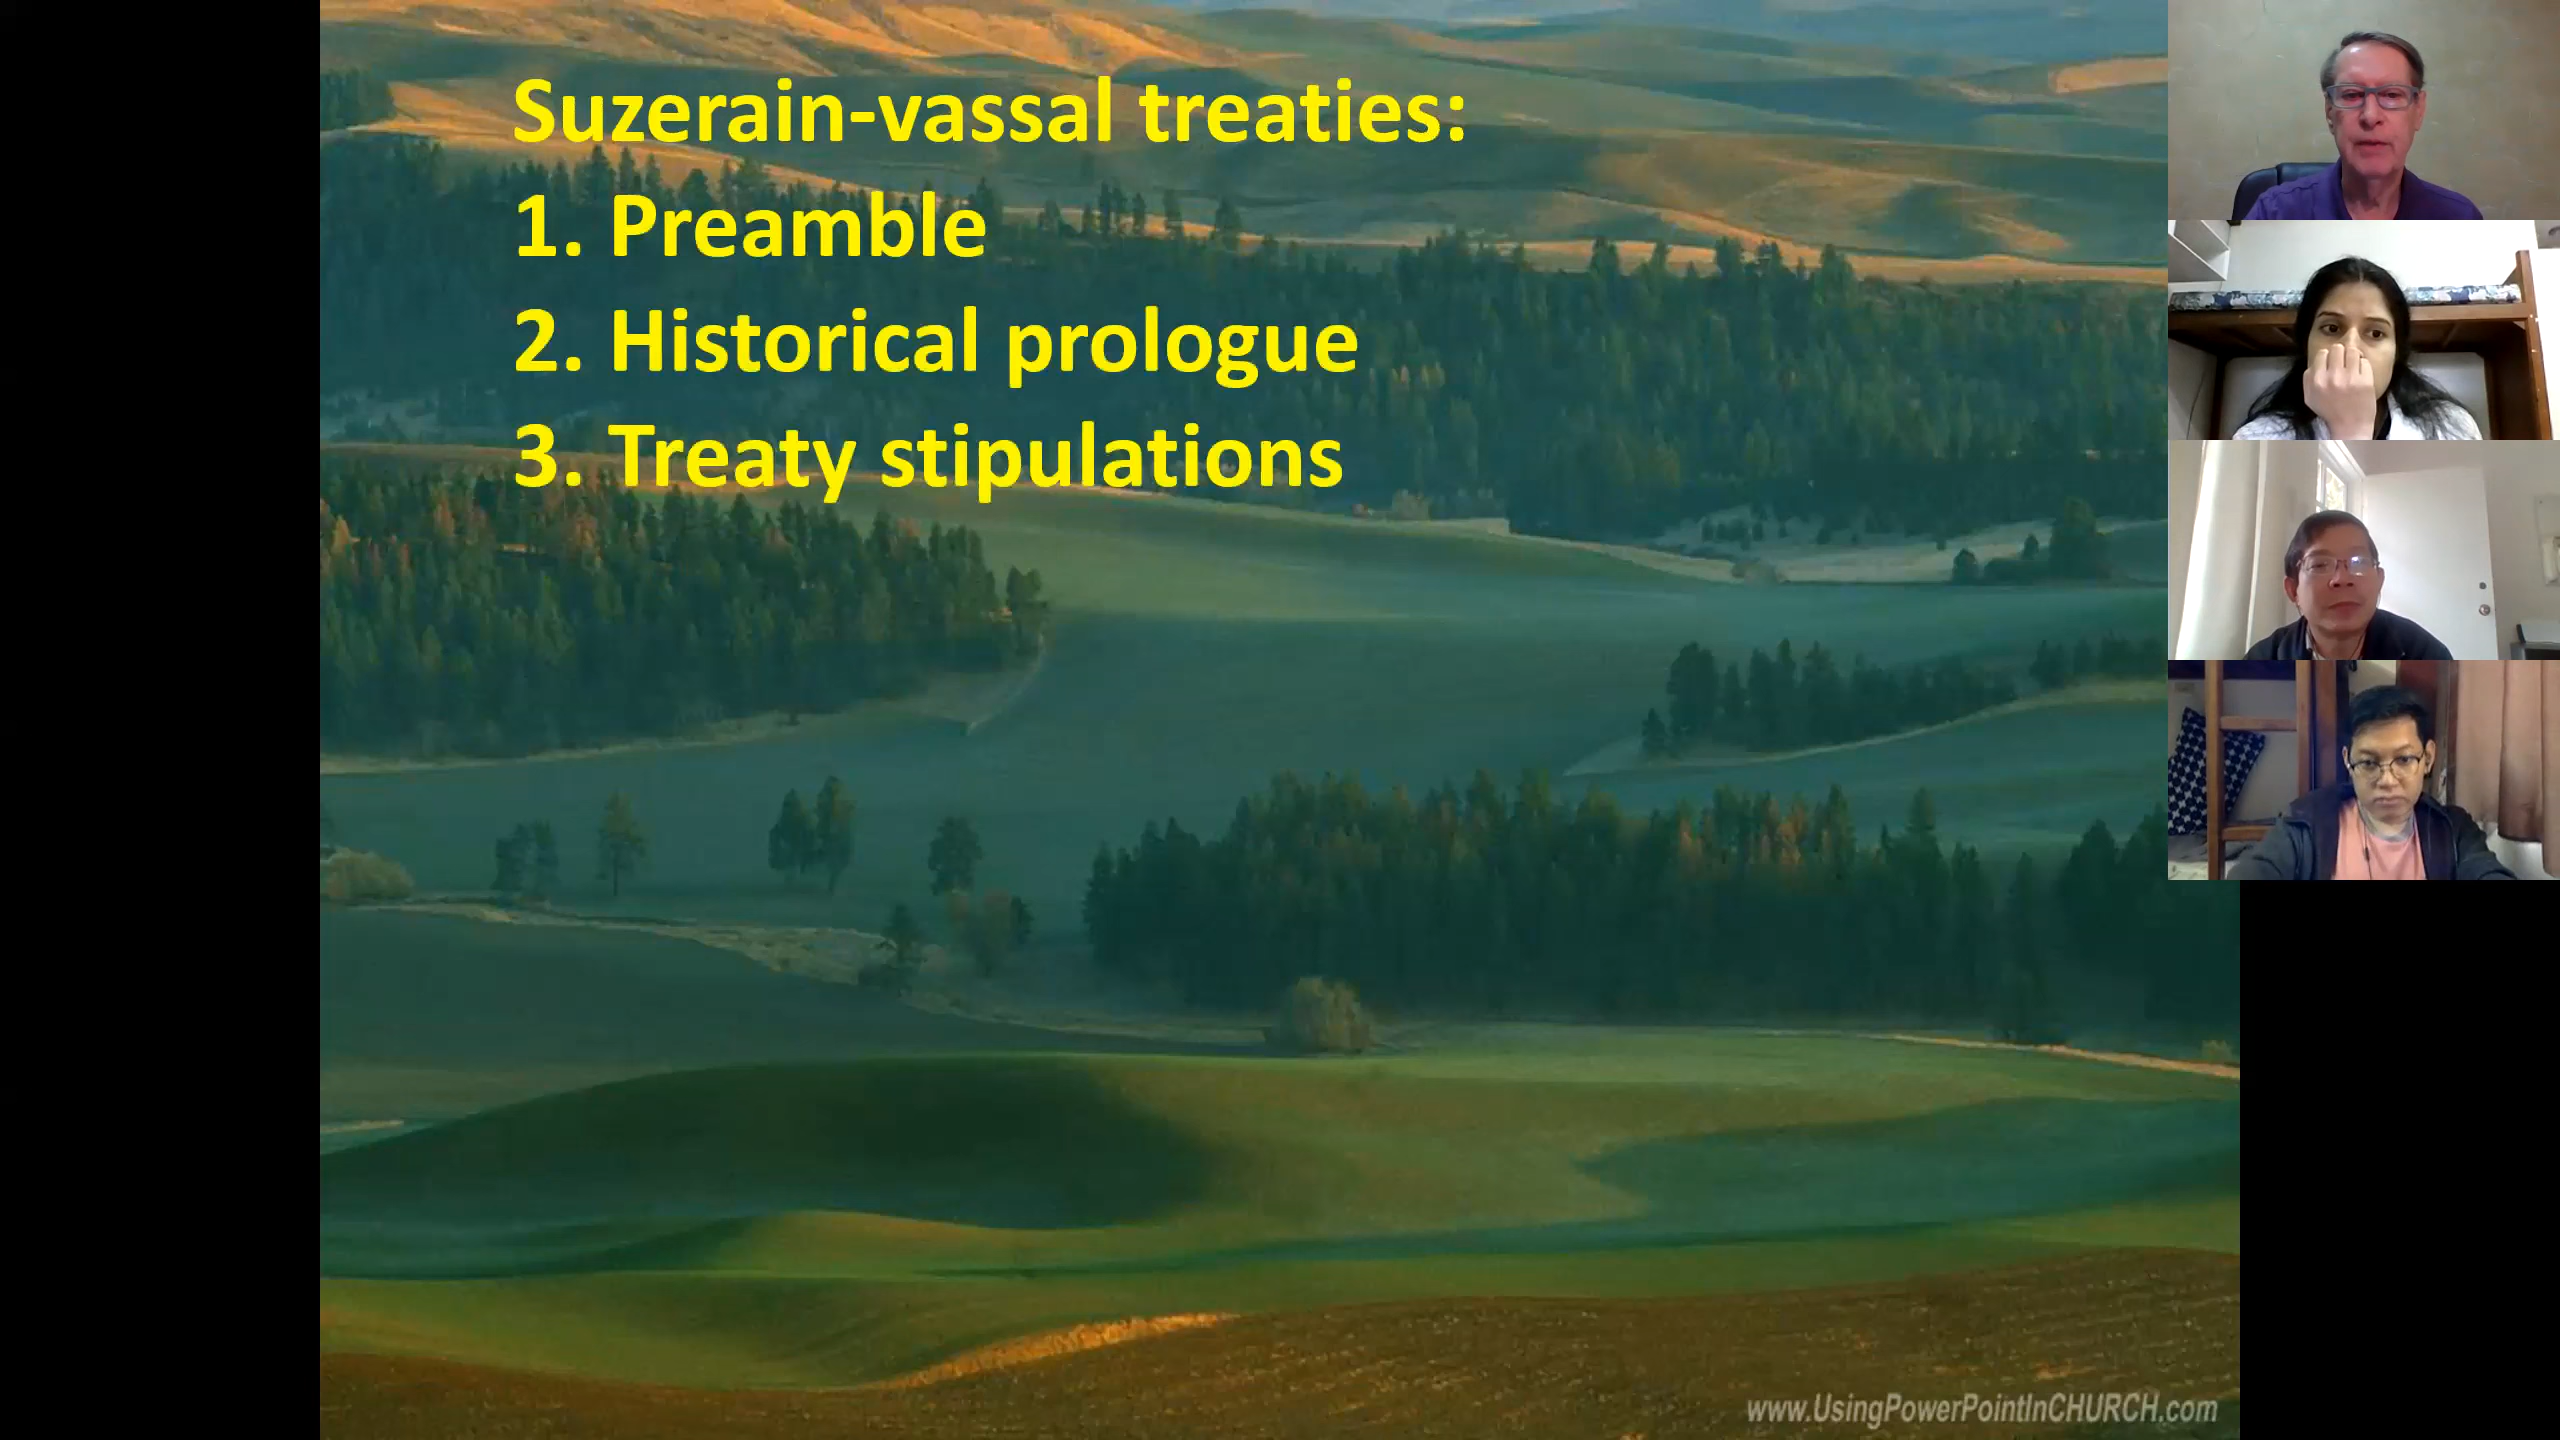 Suzerain-vassal treaties:
1. Preamble
2. Historical prologue
3. Treaty stipulations
www.UsingPowerPointInCHURCH.com